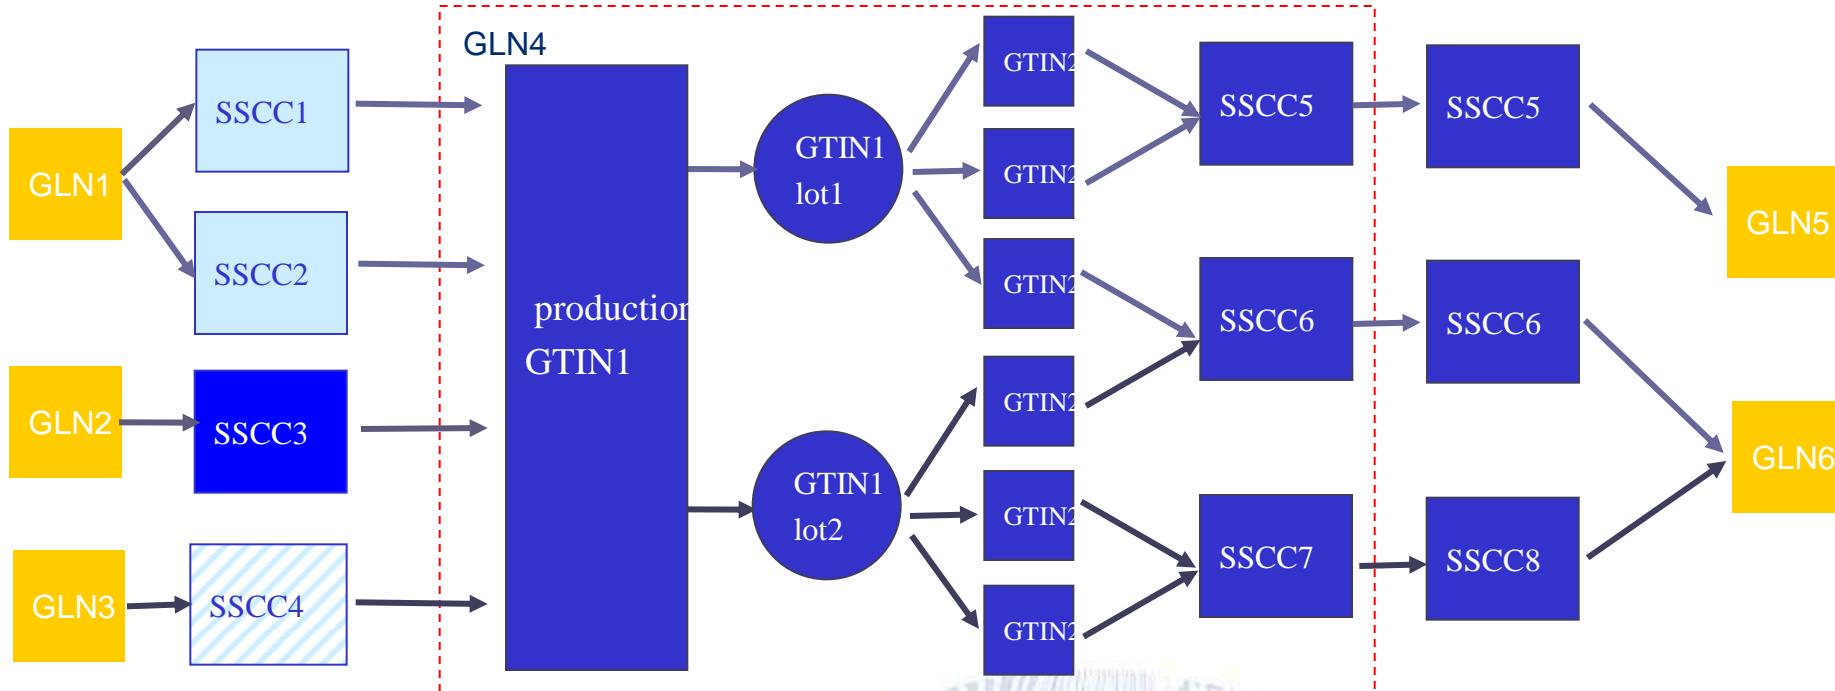 GLN4
GLN1
GLN2
GLN3
SSCC1
SSCC2
SSCC3
SSCC4
production
GTIN1
GTIN1
lot1
GTIN1
lot2
GTIN2
GTIN2
GTIN2
GTIN2
GTIN2
GTIN2
SSCC5
SSCC6
SSCC7
SSCC5
SSCC6
SSCC8
GLN5
GLN6